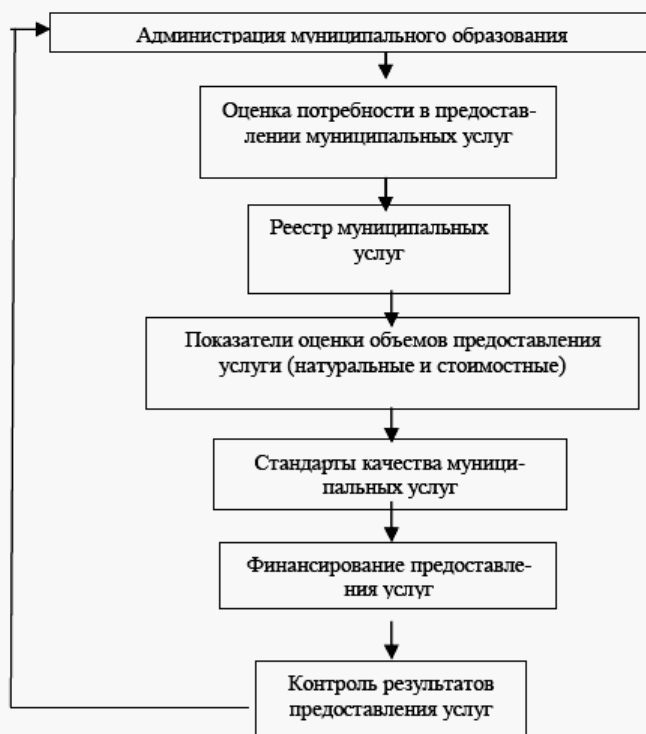 Администрация муниципального образования
Оценка потребности в предостав-
лении муниципальных услуг
Реестр муниципальных
услуг
Показатели оценки объемов предоставления
услуги (натуральные и стоимостные)
Стандарты качества муници-
пальных услуг
Финансирование предоставле-
ния услуг
Контроль результатов
предоставления услуг